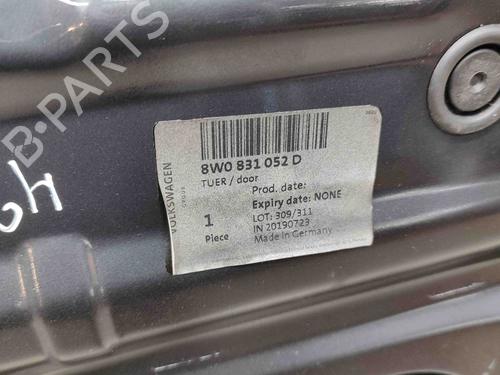 B-PARTS
8W0 831 052 D
TUER / door
Prod. date:
Expiry date: NONE
1
Piece
LOT: 309/311
IN 20190723
Made in Germany
VOLKSWAGEN
GROUP